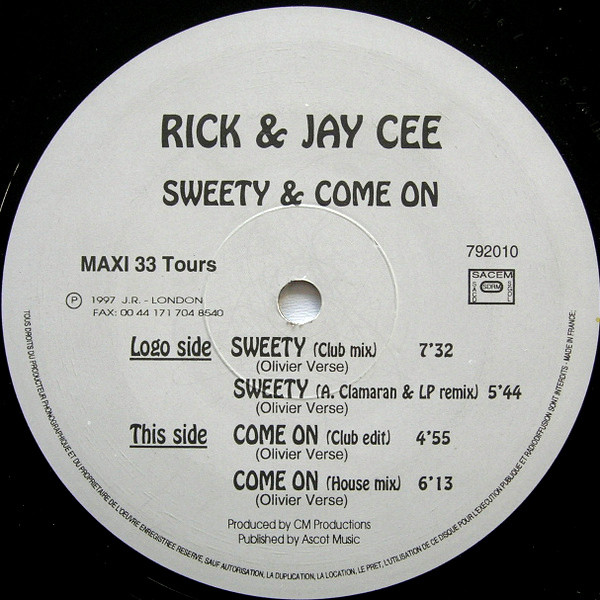 RICK & JAY CEE
SWEETY & COME ON
MAXI 33 Tours
792010
SACEM
SDRM
Ⓟ 1997 J.R. - LONDON
FAX: 00 44 171 704 8540
Logo side SWEETY (Club mix) 7'32
(Olivier Verse)
SWEETY (A. Clamaran & LP remix) 5'44
(Olivier Verse)
This side COME ON (Club edit) 4'55
(Olivier Verse)
COME ON (House mix) 6'13
(Olivier Verse)
Produced by CM Productions
Published by Ascot Music
TOUS DROITS DU PRODUCTEUR PHONOGRAPHIQUE ET DU PROPRIETAIRE DE L'OEUVRE ENREGISTREE RESERVE, SAUF AUTORISATION, LA DUPLICATION, LA LOCATION, LE PRET, L'UTILISATION DE CE DISQUE POUR L'EXECUTION PUBLIQUE ET RADIODIFFUSION SONT INTERDITS - MADE IN FRANCE.